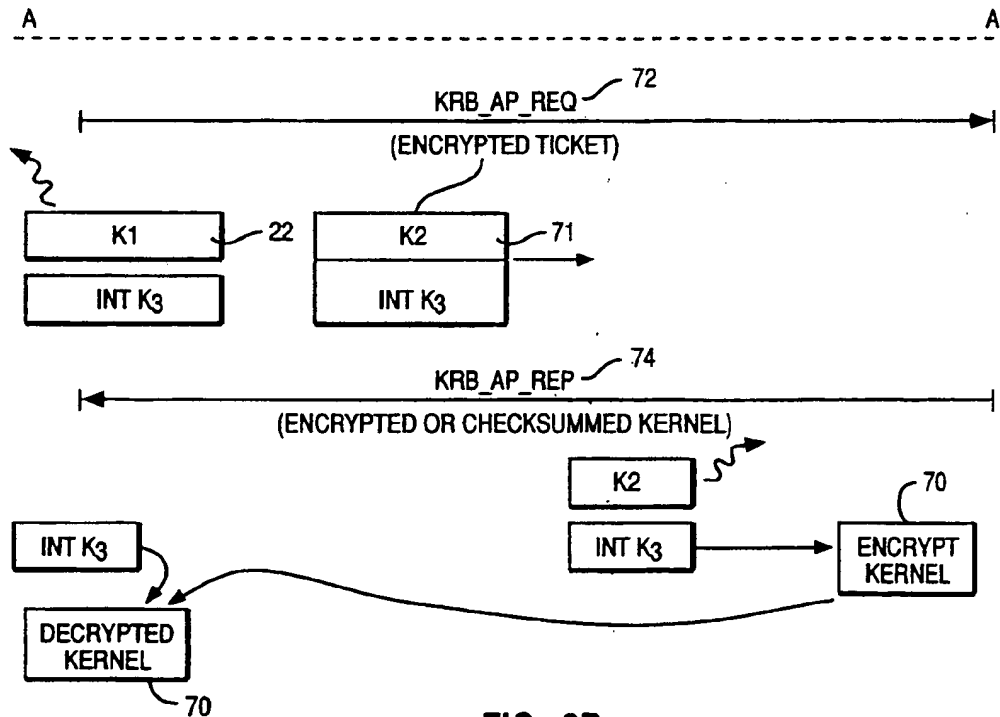 A A
KRB_AP_REQ 72
(ENCRYPTED TICKET)
K1 22 K2 71
INT K3 INT K3
KRB_AP_REP 74
(ENCRYPTED OR CHECKSUMMED KERNEL)
K2 70
INT K3 INT K3 ENCRYPT
KERNEL
DECRYPTED
KERNEL
70